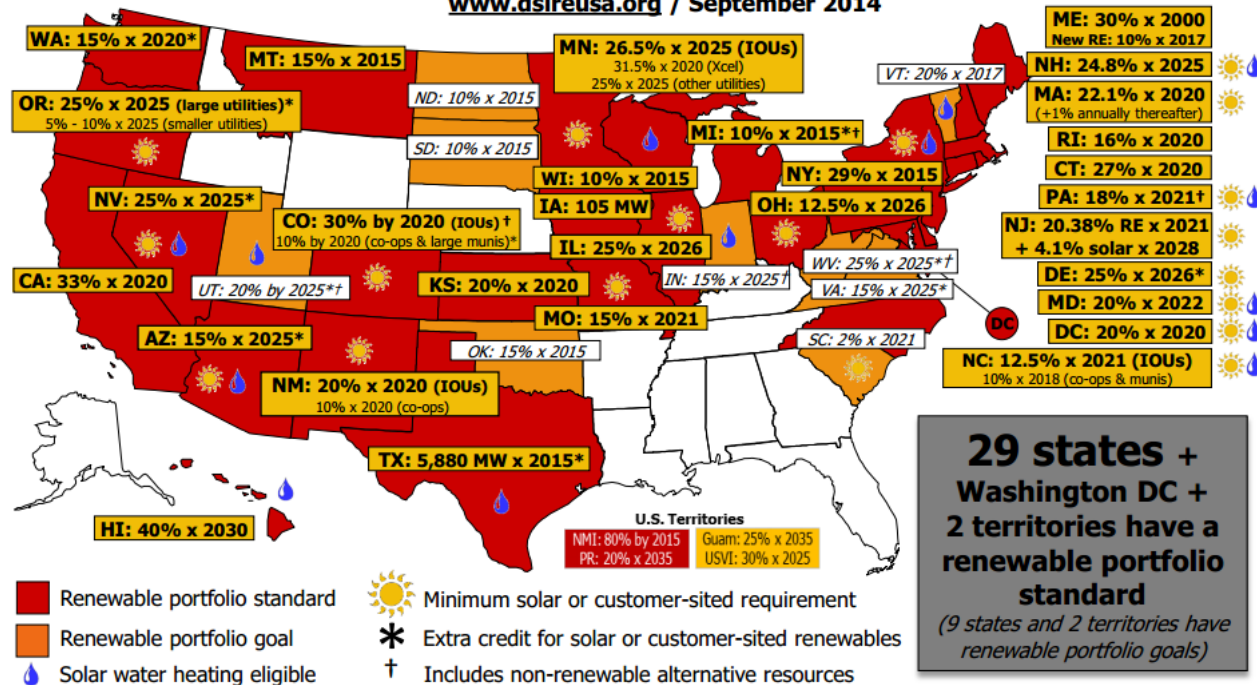 www.dsireusa.org / September 2014
WA: 15% x 2020*
MT: 15% x 2015
MN: 26.5% x 2025 (IOUs)
31.5% x 2020 (Xcel)
25% x 2025 (other utilities)
ME: 30% x 2000
New RE: 10% x 2017
VT: 20% x 2017
NH: 24.8% x 2025
OR: 25% x 2025 (large utilities)*
5% - 10% x 2025 (smaller utilities)
ND: 10% x 2015
MA: 22.1% x 2020
(+1% annually thereafter)
SD: 10% x 2015
MI: 10% x 2015*†
RI: 16% x 2020
WI: 10% x 2015
NY: 29% x 2015
CT: 27% x 2020
NV: 25% x 2025*
IA: 105 MW
OH: 12.5% x 2026
PA: 18% x 2021†
CO: 30% by 2020 (IOUs) †
10% by 2020 (co-ops & large munis)*
NJ: 20.38% RE x 2021
+ 4.1% solar x 2028
IL: 25% x 2026
WV: 25% x 2025*†
CA: 33% x 2020
UT: 20% by 2025*†
KS: 20% x 2020
IN: 15% x 2025†
VA: 15% x 2025*
DE: 25% x 2026*
MD: 20% x 2022
MO: 15% x 2021
DC
DC: 20% x 2020
AZ: 15% x 2025*
OK: 15% x 2015
SC: 2% x 2021
NC: 12.5% x 2021 (IOUs)
10% x 2018 (co-ops & munis)
NM: 20% x 2020 (IOUs)
10% x 2020 (co-ops)
TX: 5,880 MW x 2015*
HI: 40% x 2030
U.S. Territories
NMI: 80% by 2015
PR: 20% x 2035
Guam: 25% x 2035
USVI: 30% x 2025
29 states +
Washington DC +
2 territories have a
renewable portfolio
standard
(9 states and 2 territories have
renewable portfolio goals)
Renewable portfolio standard
Renewable portfolio goal
Solar water heating eligible
Minimum solar or customer-sited requirement
* Extra credit for solar or customer-sited renewables
† Includes non-renewable alternative resources